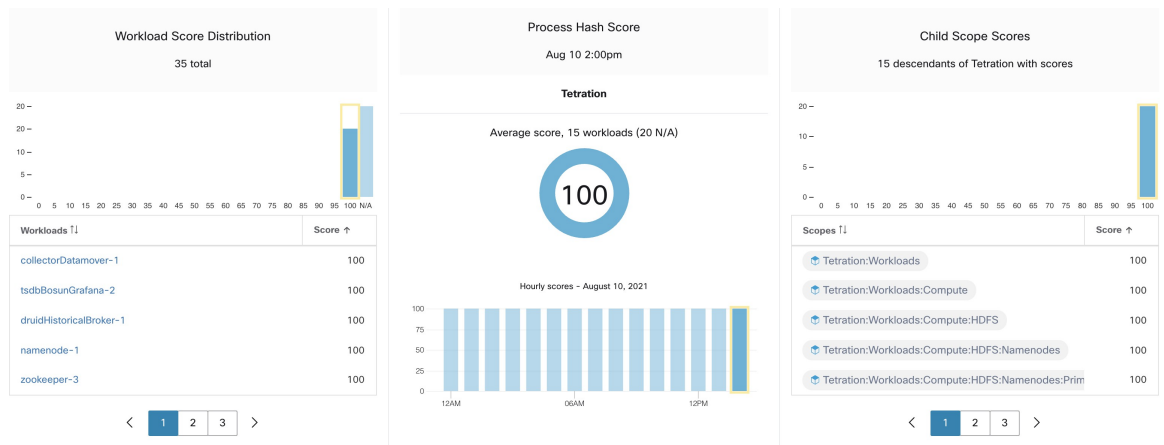 Workload Score Distribution
35 total
20
20
10
5
0
0 5 10 15 20 25 30 35 40 45 50 55 60 65 70 75 80 85 90 95 100 N/A
Workloads Score
collectorDatamover-1 100
tsdbBosunGrafana-2 100
druidHistoricalBroker-1 100
namenode-1 100
zookeeper-3 100
1 2 3
Process Hash Score
Aug 10 2:00pm
Tetration
Average score, 15 workloads (20 N/A)
100
Hourly scores - August 10, 2021
100
75
50
25
0
12AM 06AM 12PM
Child Scope Scores
15 descendants of Tetration with scores
20
10
5
0
0 5 10 15 20 25 30 35 40 45 50 55 60 65 70 75 80 85 90 95 100
Scopes Score
Tetration:Workloads 100
Tetration:Workloads:Compute 100
Tetration:Workloads:Compute:HDFS 100
Tetration:Workloads:Compute:HDFS:Namenodes 100
Tetration:Workloads:Compute:HDFS:Namenodes:Prim 100
1 2 3